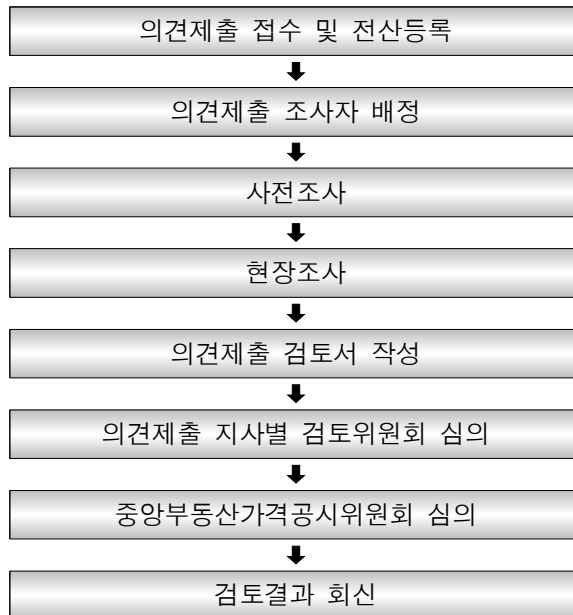 의견제출 접수 및 전산등록
의견제출 조사자 배정
사전조사
현장조사
의견제출 검토서 작성
의견제출 지사별 검토위원회 심의
중앙부동산가격공시위원회 심의
검토결과 회신